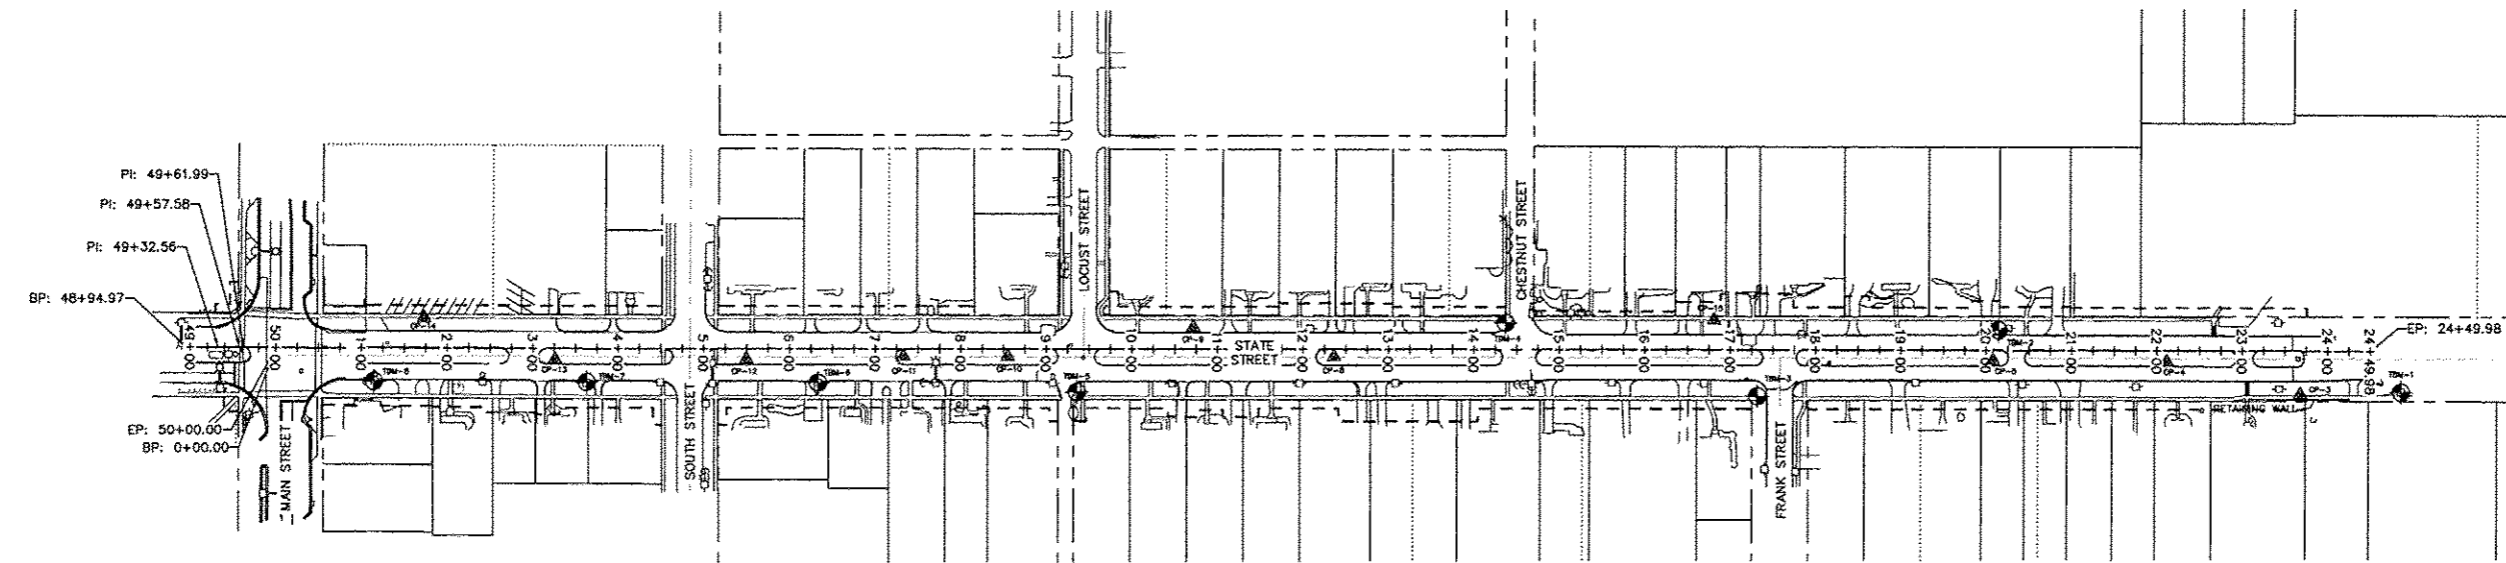 PI: 49+61.99
PI: 49+57.58
PI: 49+32.56
BP: 48+94.97
EP: 50+00.00
BP: 0+00.00
MAIN STREET
SOUTH STREET
LOCUST STREET
CHESTNUT STREET
FRANK STREET
STATE
STREET
49+00
50+00
1+00
2+00
3+00
4+00
5+00
6+00
7+00
8+00
9+00
10+00
11+00
12+00
13+00
14+00
15+00
16+00
17+00
18+00
19+00
20+00
21+00
22+00
23+00
24+00
24+49.98
EP: 24+49.98
CP-14
TBM-8
CP-13
TBM-7
CP-12
TBM-6
CP-11
CP-10
TBM-5
TBM-3
TBM-2
CP-4
CP-3
TBM-1
RETAINING WALL